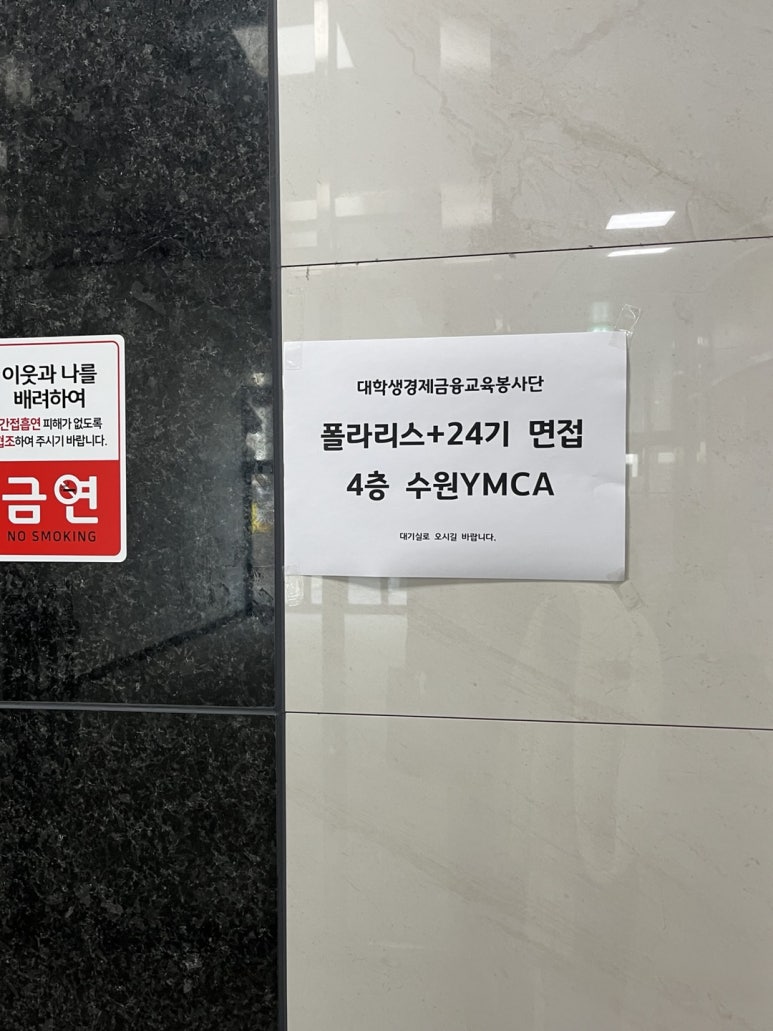 이웃과 나를
배려하여
간접흡연 피해가 없도록
협조하여 주시기 바랍니다.
금연
NO SMOKING
대학생경제금융교육봉사단
폴라리스+24기 면접
4층 수원YMCA
대기실로 오시길 바랍니다.